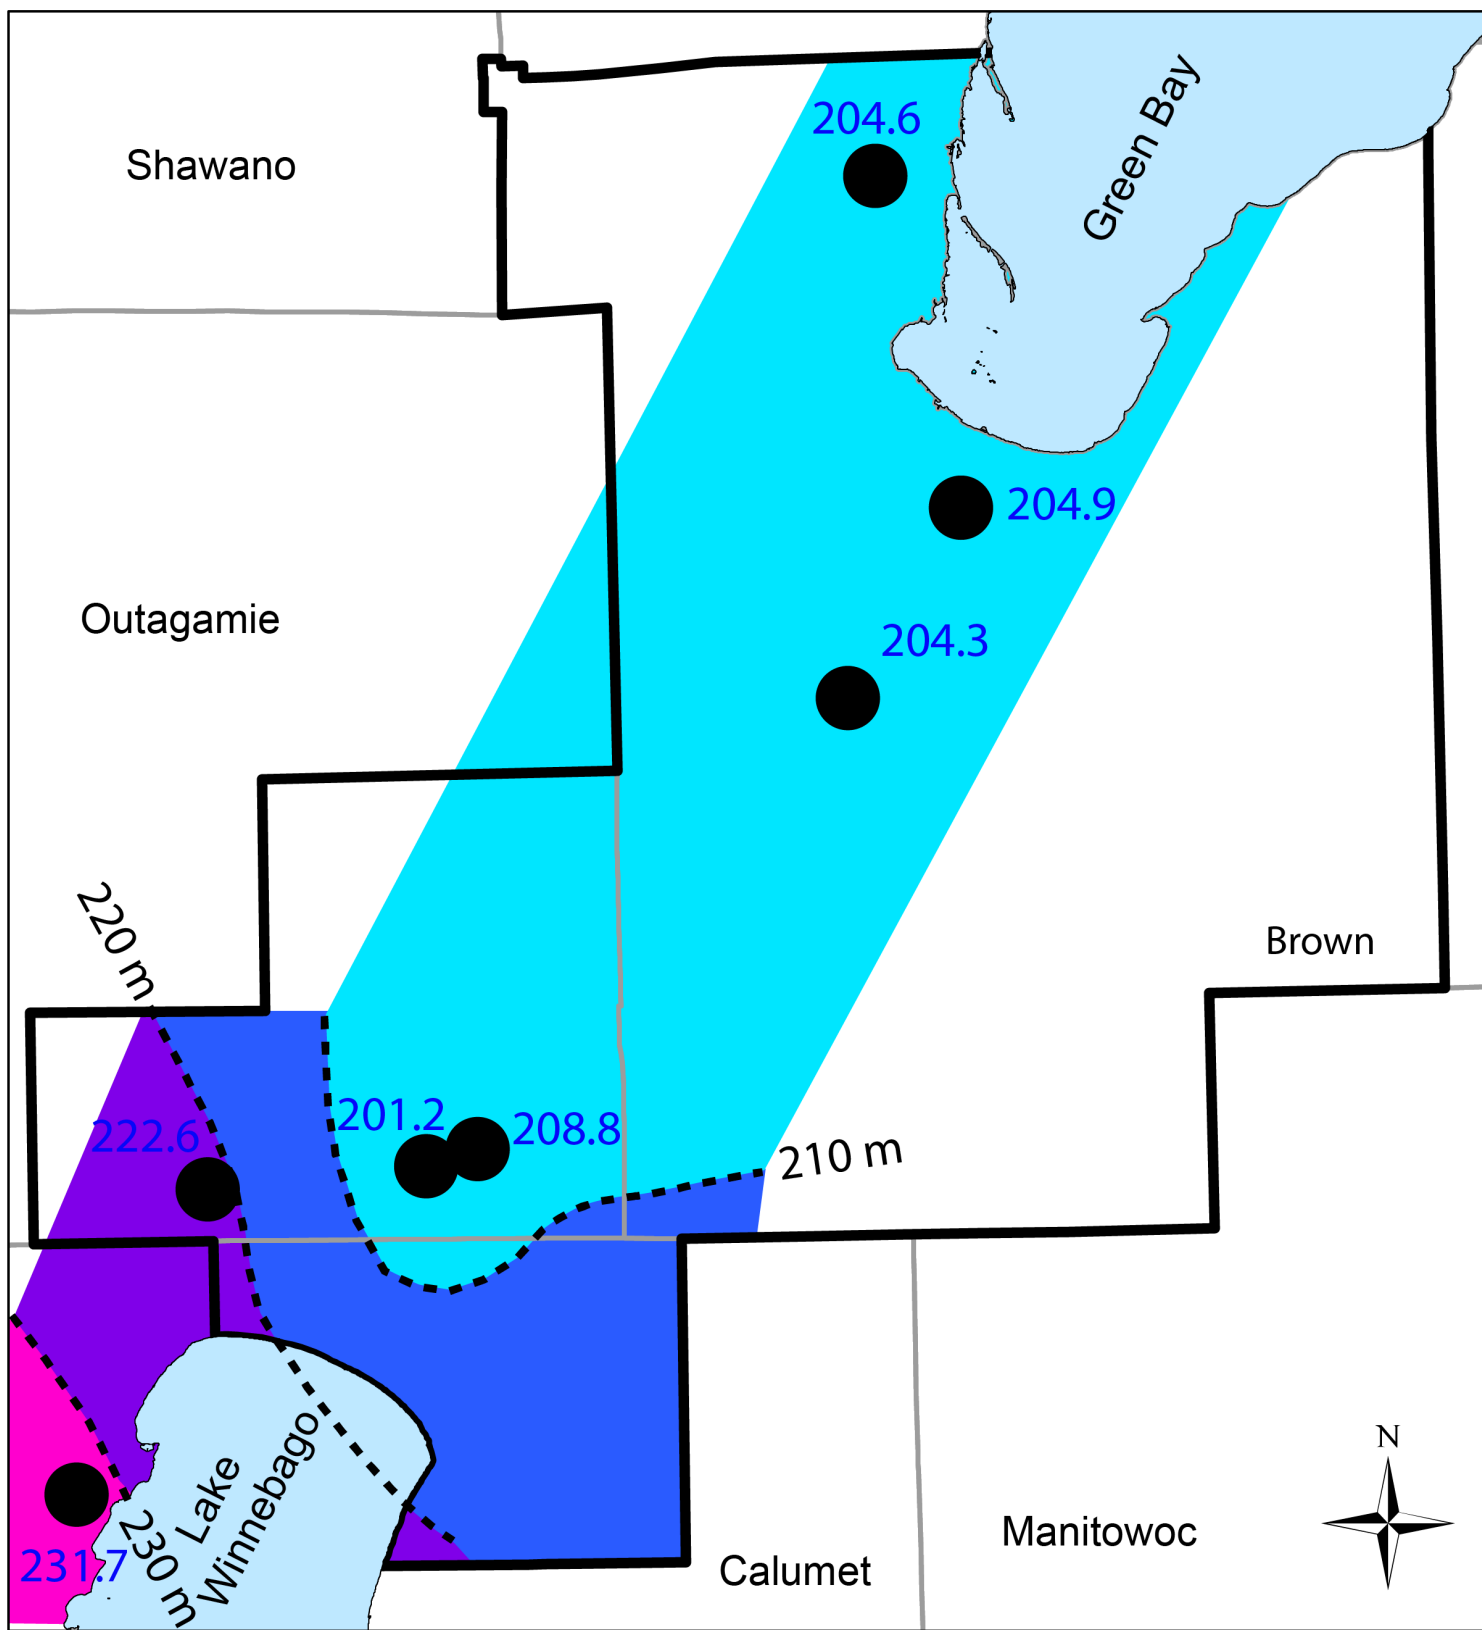 204.6
Green Bay
Shawano
204.9
Outagamie
204.3
220 m
Brown
201.2
208.8
222.6
210 m
N
Lake
Winnebago
Manitowoc
231.7
230 m
Calumet